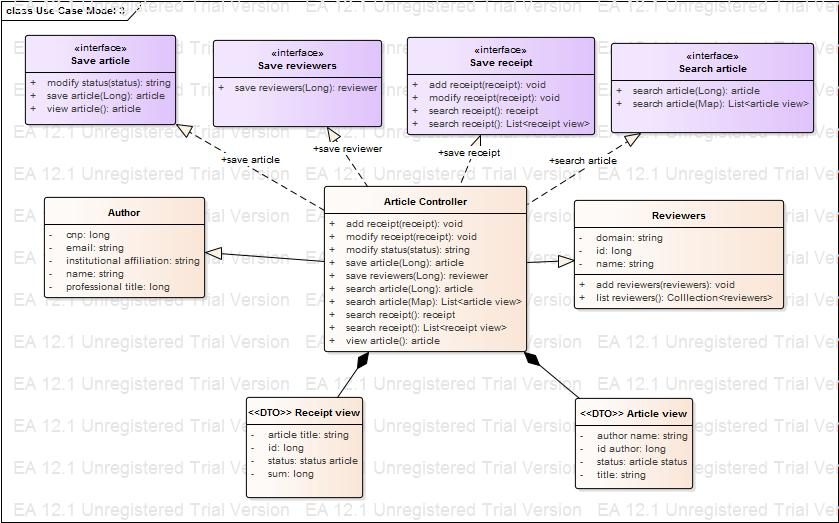 class Use Case Model 3
«interface»
Save article
+ modify status(status): string
+ save article(Long): article
+ view article(): article
«interface»
Save reviewers
+ save reviewers(Long): reviewer
«interface»
Save receipt
+ add receipt(receipt): void
+ modify receipt(receipt): void
+ search receipt(): receipt
+ search receipt(): List<receipt view>
«interface»
Search article
+ search article(Long): article
+ search article(Map): List<article view>
+save article
+save reviewer
+save receipt
+search article
Author
- cnp: long
- email: string
- institutional affiliation: string
- name: string
- professional title: long
Article Controller
+ add receipt(receipt): void
+ modify receipt(receipt): void
+ modify status(status): string
+ save article(Long): article
+ save reviewers(Long): reviewer
+ search article(Long): article
+ search article(Map): List<article view>
+ search receipt(): receipt
+ search receipt(): List<receipt view>
+ view article(): article
Reviewers
- domain: string
- id: long
- name: string
+ add reviewers(reviewers): void
+ list reviewers(): Colllection<reviewers>
<<DTO>> Receipt view
- article title: string
- id: long
- status: status article
- sum: long
<<DTO>> Article view
- author name: string
- id author: long
- status: article status
- title: string
EA 12.1 Unregistered Trial Version